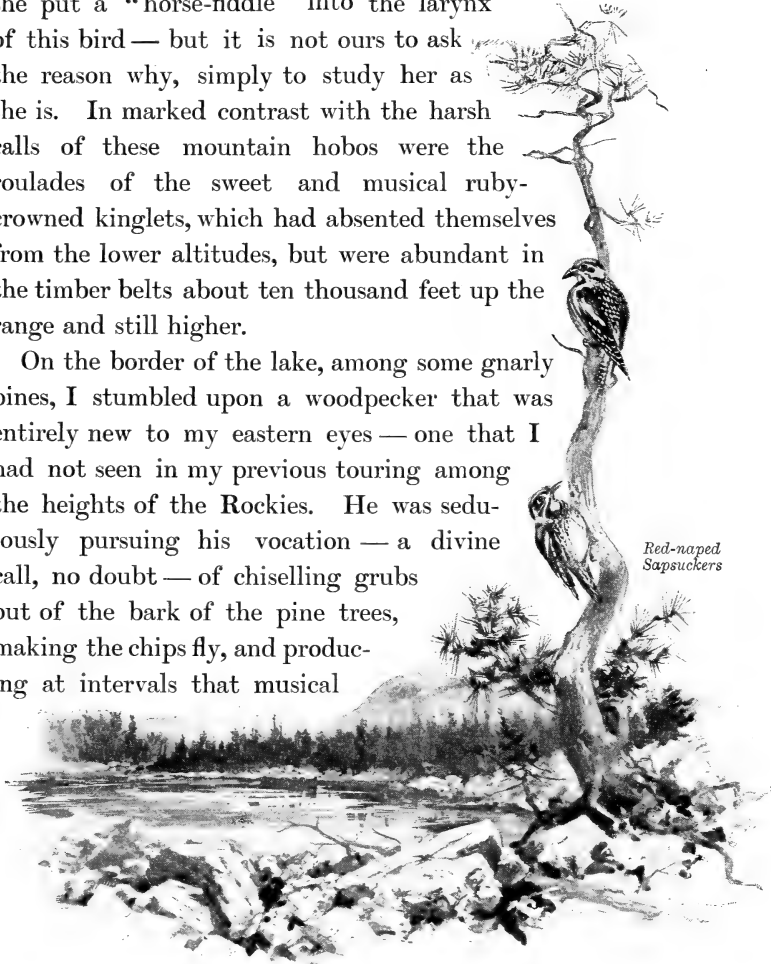 she put a “horse-fiddle” into the larynx
of this bird — but it is not ours to ask
the reason why, simply to study her as
she is. In marked contrast with the harsh
calls of these mountain hobos were the
roulades of the sweet and musical ruby-
crowned kinglets, which had absented themselves
from the lower altitudes, but were abundant in
the timber belts about ten thousand feet up the
range and still higher.
On the border of the lake, among some gnarly
pines, I stumbled upon a woodpecker that was
entirely new to my eastern eyes — one that I
had not seen in my previous touring among
the heights of the Rockies. He was sedu-
lously pursuing his vocation — a divine
call, no doubt — of chiselling grubs
out of the bark of the pine trees,
making the chips fly, and produc-
ing at intervals that musical
Red-naped
Sapsuckers